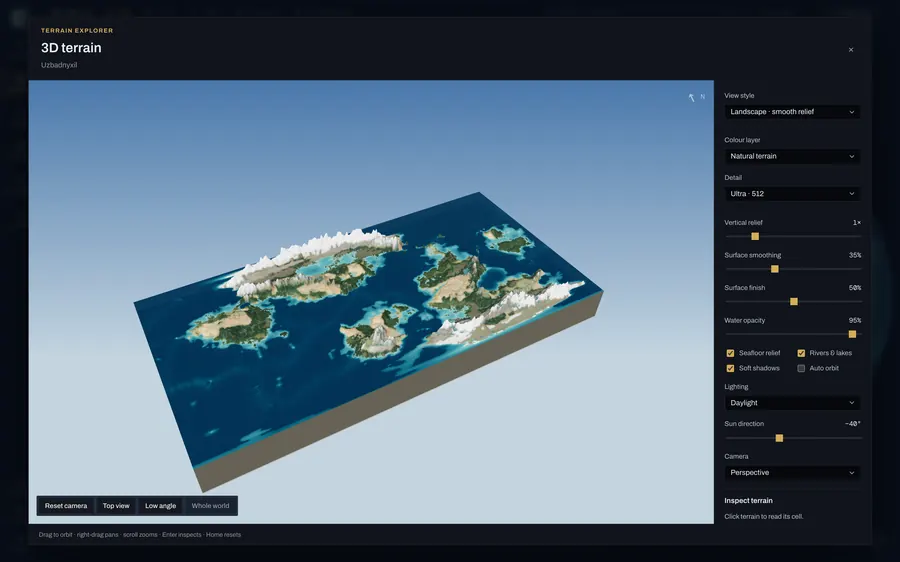 TERRAIN EXPLORER
3D terrain
Uzbadnyxil
×
N
View style
Landscape · smooth relief
Colour layer
Natural terrain
Detail
Ultra · 512
Vertical relief 1×
Surface smoothing 35%
Surface finish 50%
Water opacity 95%
Seafloor relief Rivers & lakes
Soft shadows Auto orbit
Lighting
Daylight
Sun direction −40°
Camera
Perspective
Inspect terrain
Click terrain to read its cell.
Reset camera Top view Low angle Whole world
Drag to orbit · right-drag pans · scroll zooms · Enter inspects · Home resets